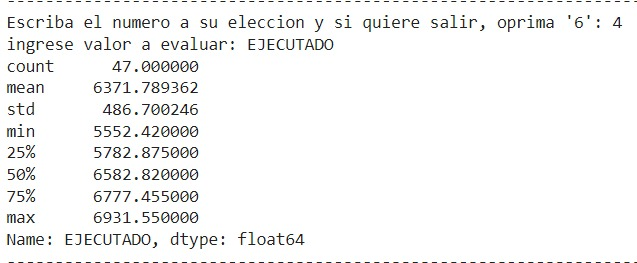 Escriba el numero a su eleccion y si quiere salir, oprima '6': 4
ingrese valor a evaluar: EJECUTADO
count      47.000000
mean     6371.789362
std       486.700246
min      5552.420000
25%      5782.875000
50%      6582.820000
75%      6777.455000
max      6931.550000
Name: EJECUTADO, dtype: float64